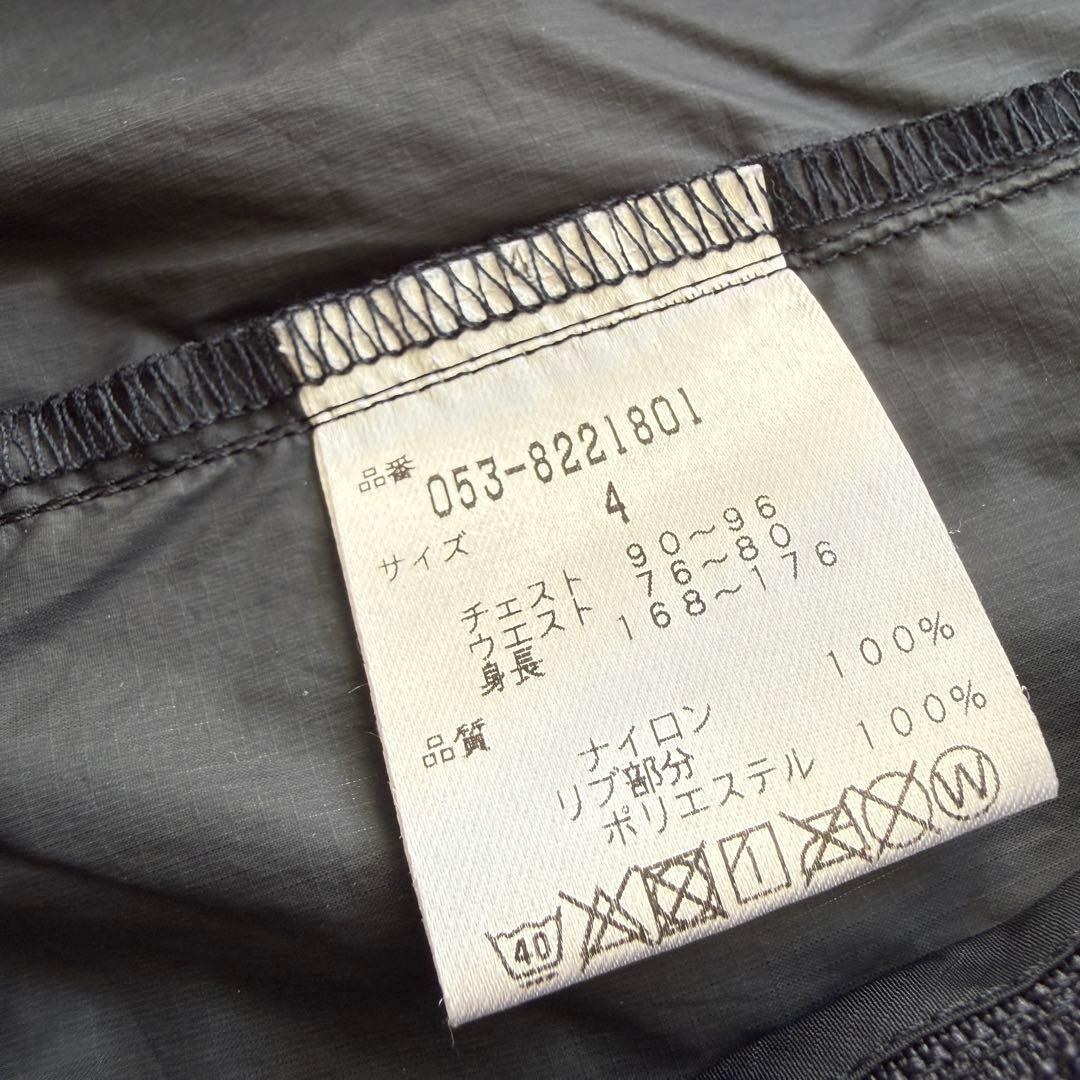 品番 053-8221801
サイズ 4
チェスト 90~96
ウエスト 76~80
身長 168~176
品質 ナイロン 100%
リブ部分
ポリエステル 100%
40 W